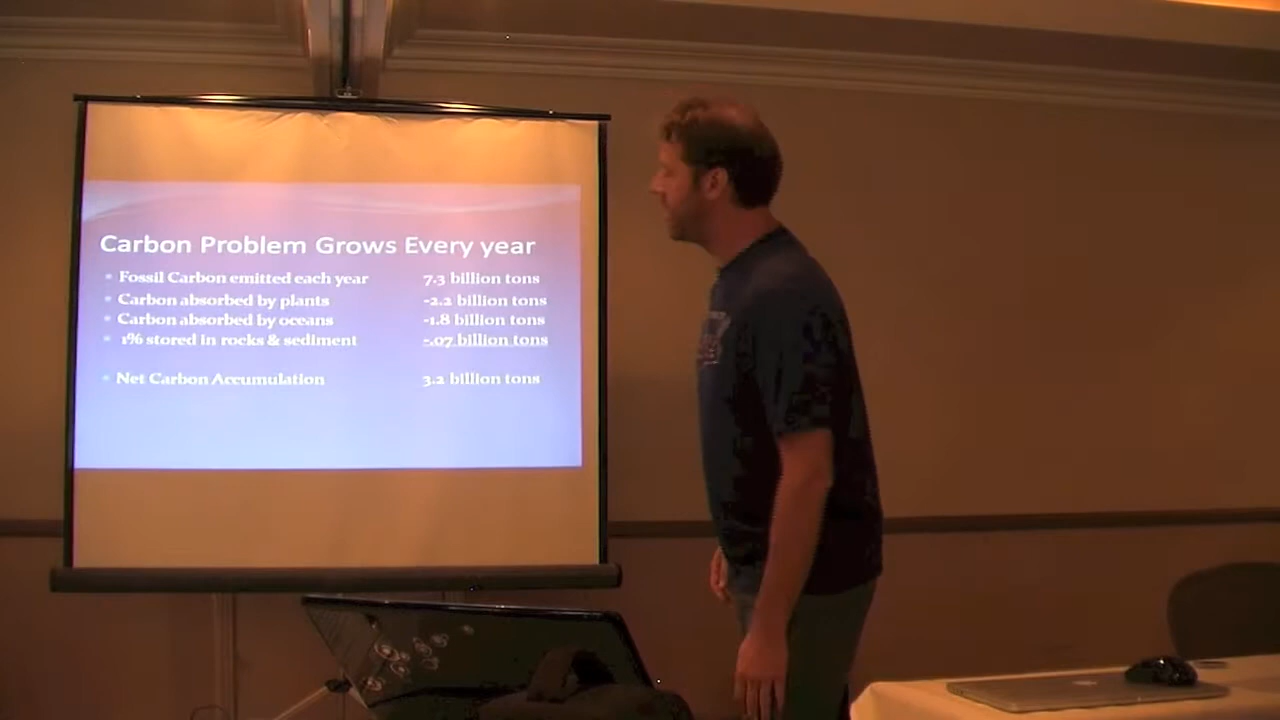 Carbon Problem Grows Every year
Fossil Carbon emitted each year 7.3 billion tons
Carbon absorbed by plants -2.2 billion tons
Carbon absorbed by oceans -1.8 billion tons
1% stored in rocks & sediment -.07 billion tons
Net Carbon Accumulation 3.2 billion tons